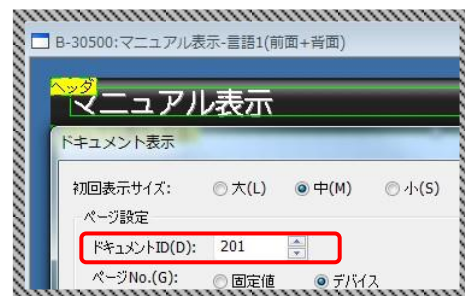 B-30500:マニュアル表示-言語1(前面+背面)
ヘッダ
マニュアル表示
ドキュメント表示
初回表示サイズ: 大(L) 中(M) 小(S)
ページ設定
ドキュメントID(D): 201
ページNo.(G): 固定値 デバイス